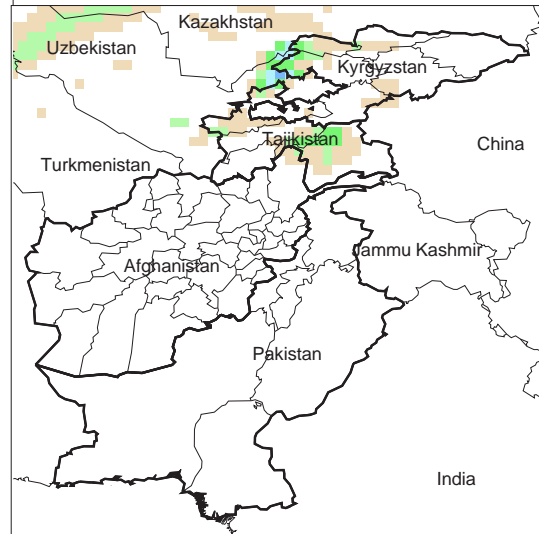 Kazakhstan
Uzbekistan
Kyrgyzstan
Tajikistan
China
Turkmenistan
Jammu Kashmir
Afghanistan
Pakistan
India